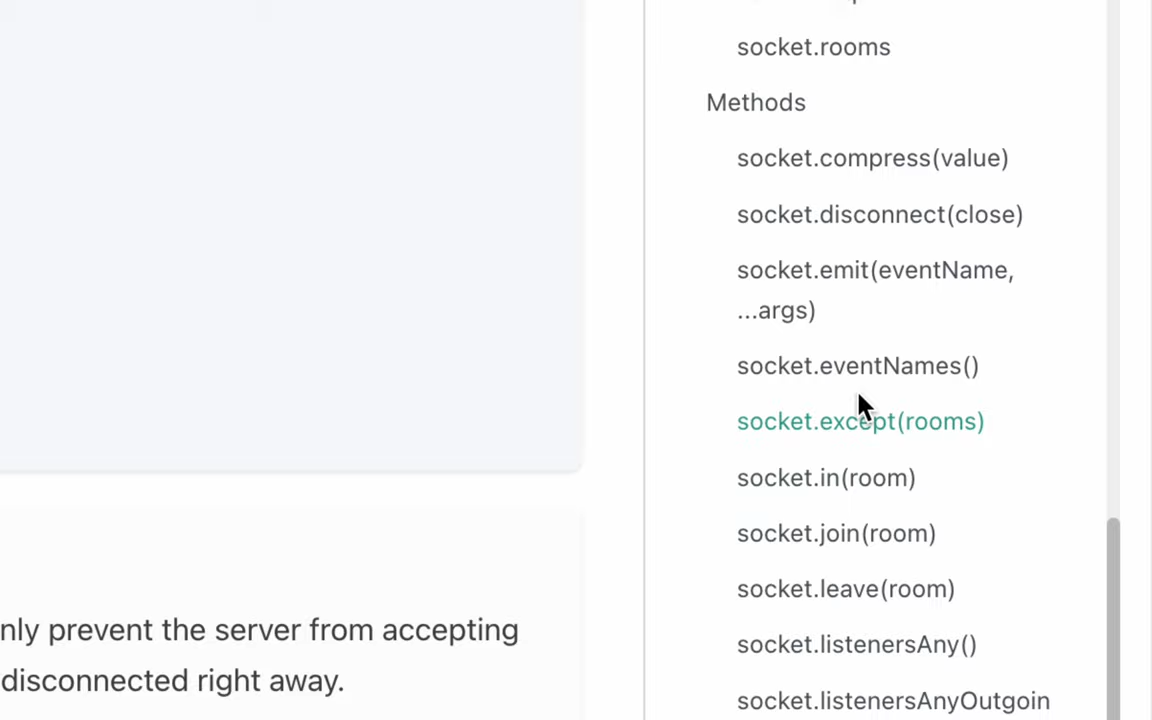 socket.rooms
Methods
socket.compress(value)
socket.disconnect(close)
socket.emit(eventName,
...args)
socket.eventNames()
socket.except(rooms)
socket.in(room)
socket.join(room)
socket.leave(room)
socket.listenersAny()
socket.listenersAnyOutgoin
nly prevent the server from accepting
disconnected right away.